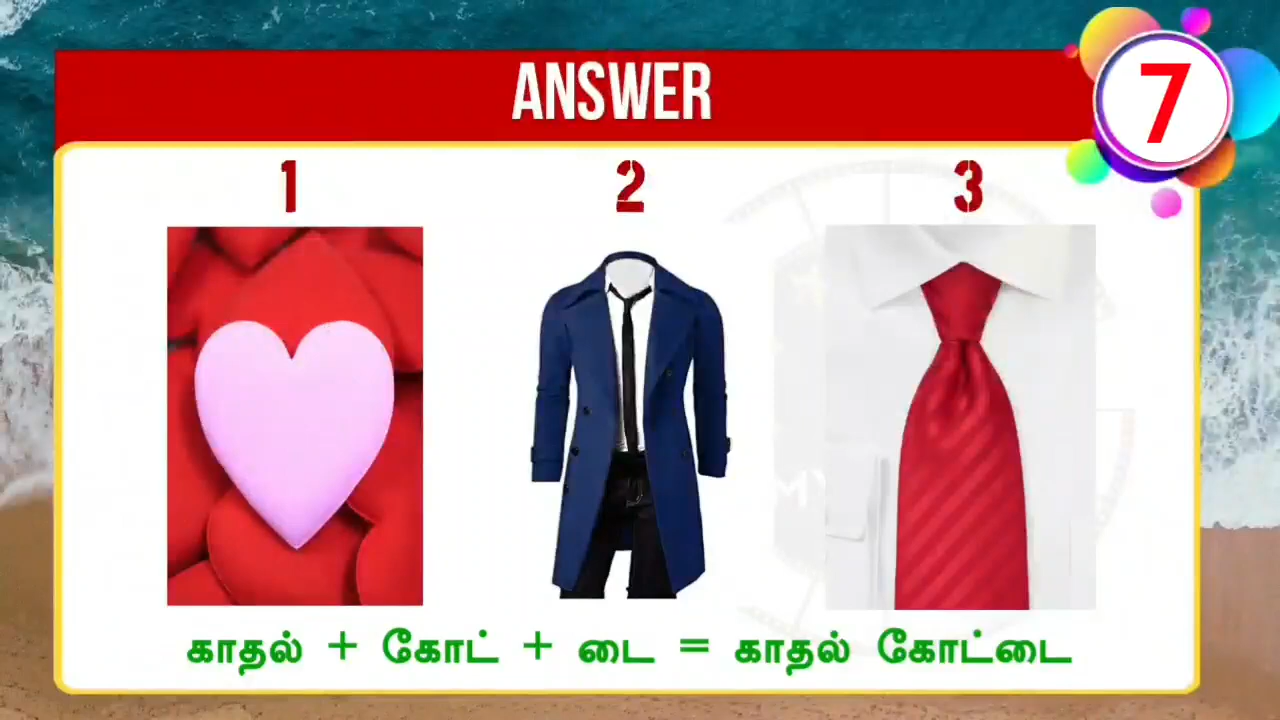 ANSWER
7
1 2 3
காதல் + கோட் + டை = காதல் கோட்டை